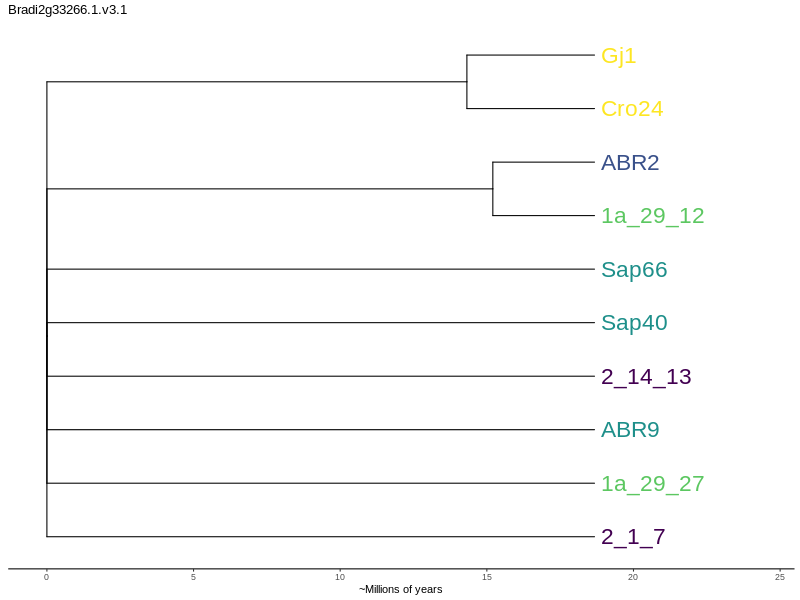 Bradi2g33266.1.v3.1
Gj1
Cro24
ABR2
1a_29_12
Sap66
Sap40
2_14_13
ABR9
1a_29_27
2_1_7
0 5 10 15 20 25
~Millions of years